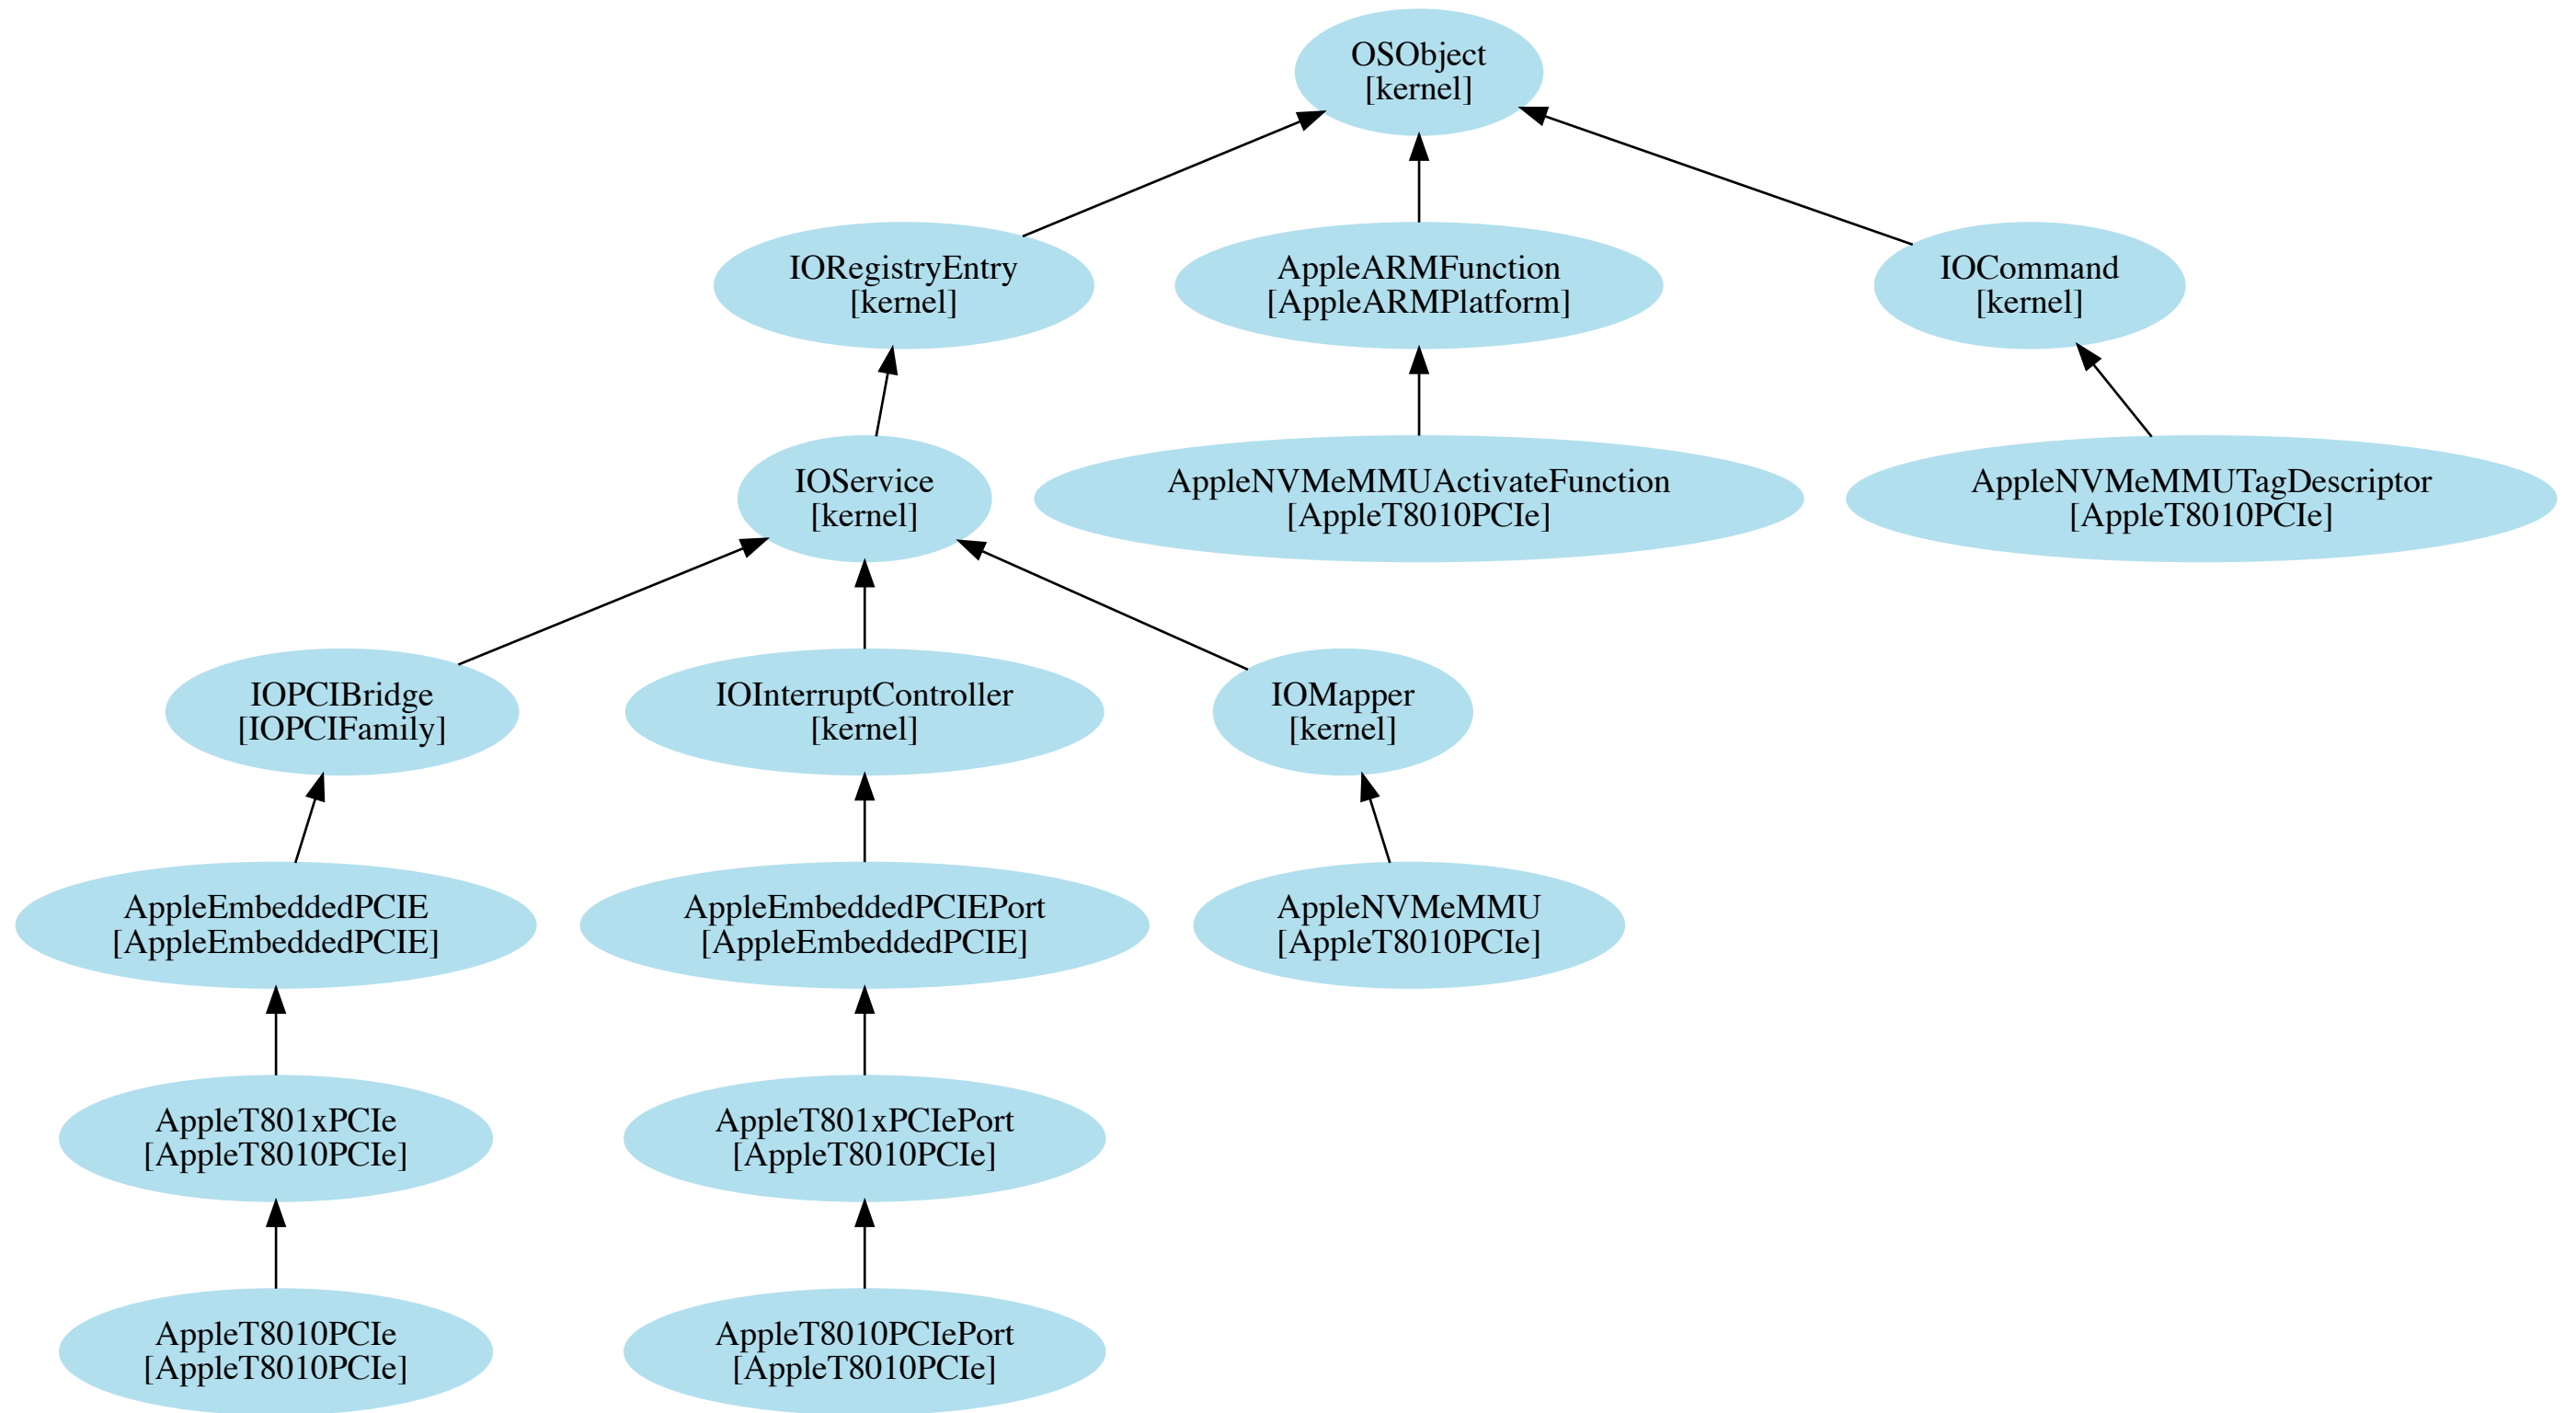 OSObject
[kernel]
IORegistryEntry
[kernel]
AppleARMFunction
[AppleARMPlatform]
IOCommand
[kernel]
IOService
[kernel]
AppleNVMeMMUActivateFunction
[AppleT8010PCIe]
AppleNVMeMMUTagDescriptor
[AppleT8010PCIe]
IOPCIBridge
[IOPCIFamily]
IOInterruptController
[kernel]
IOMapper
[kernel]
AppleEmbeddedPCIE
[AppleEmbeddedPCIE]
AppleEmbeddedPCIEPort
[AppleEmbeddedPCIE]
AppleNVMeMMU
[AppleT8010PCIe]
AppleT801xPCIe
[AppleT8010PCIe]
AppleT801xPCIePort
[AppleT8010PCIe]
AppleT8010PCIe
[AppleT8010PCIe]
AppleT8010PCIePort
[AppleT8010PCIe]